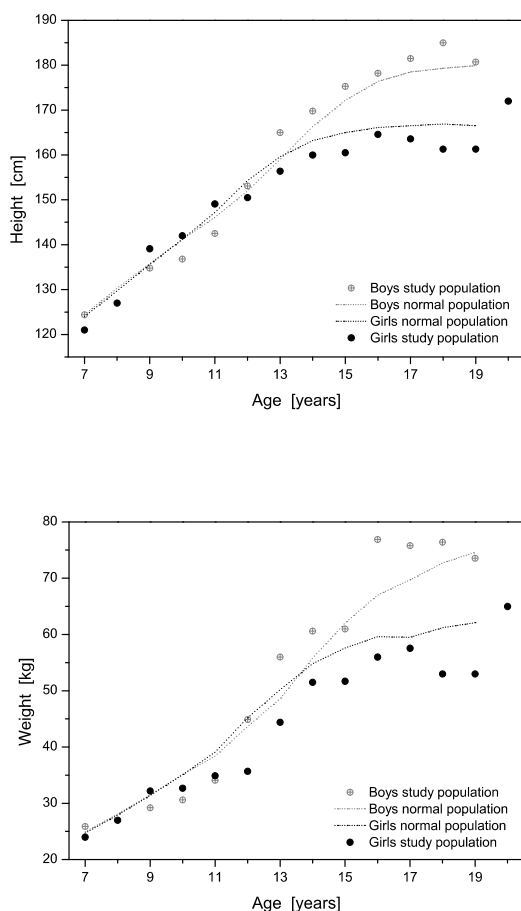 190
180
170
160
150
140
130
120
Height [cm]
Boys study population
Boys normal population
Girls normal population
Girls study population
7 9 11 13 15 17 19
Age [years]
80
70
60
50
40
30
20
Weight [kg]
Boys study population
Boys normal population
Girls normal population
Girls study population
7 9 11 13 15 17 19
Age [years]